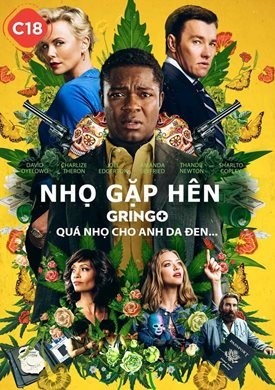 C18
DAVID OYELOWO
CHARLIZE THERON
JOEL EDGERTON
AMANDA SEYFRIED
THANDIE NEWTON
SHARLTO COPLEY
NHỌ GẶP HÊN
GRINGO
QUÁ NHỌ CHO ANH DA ĐEN...
PASSPORT